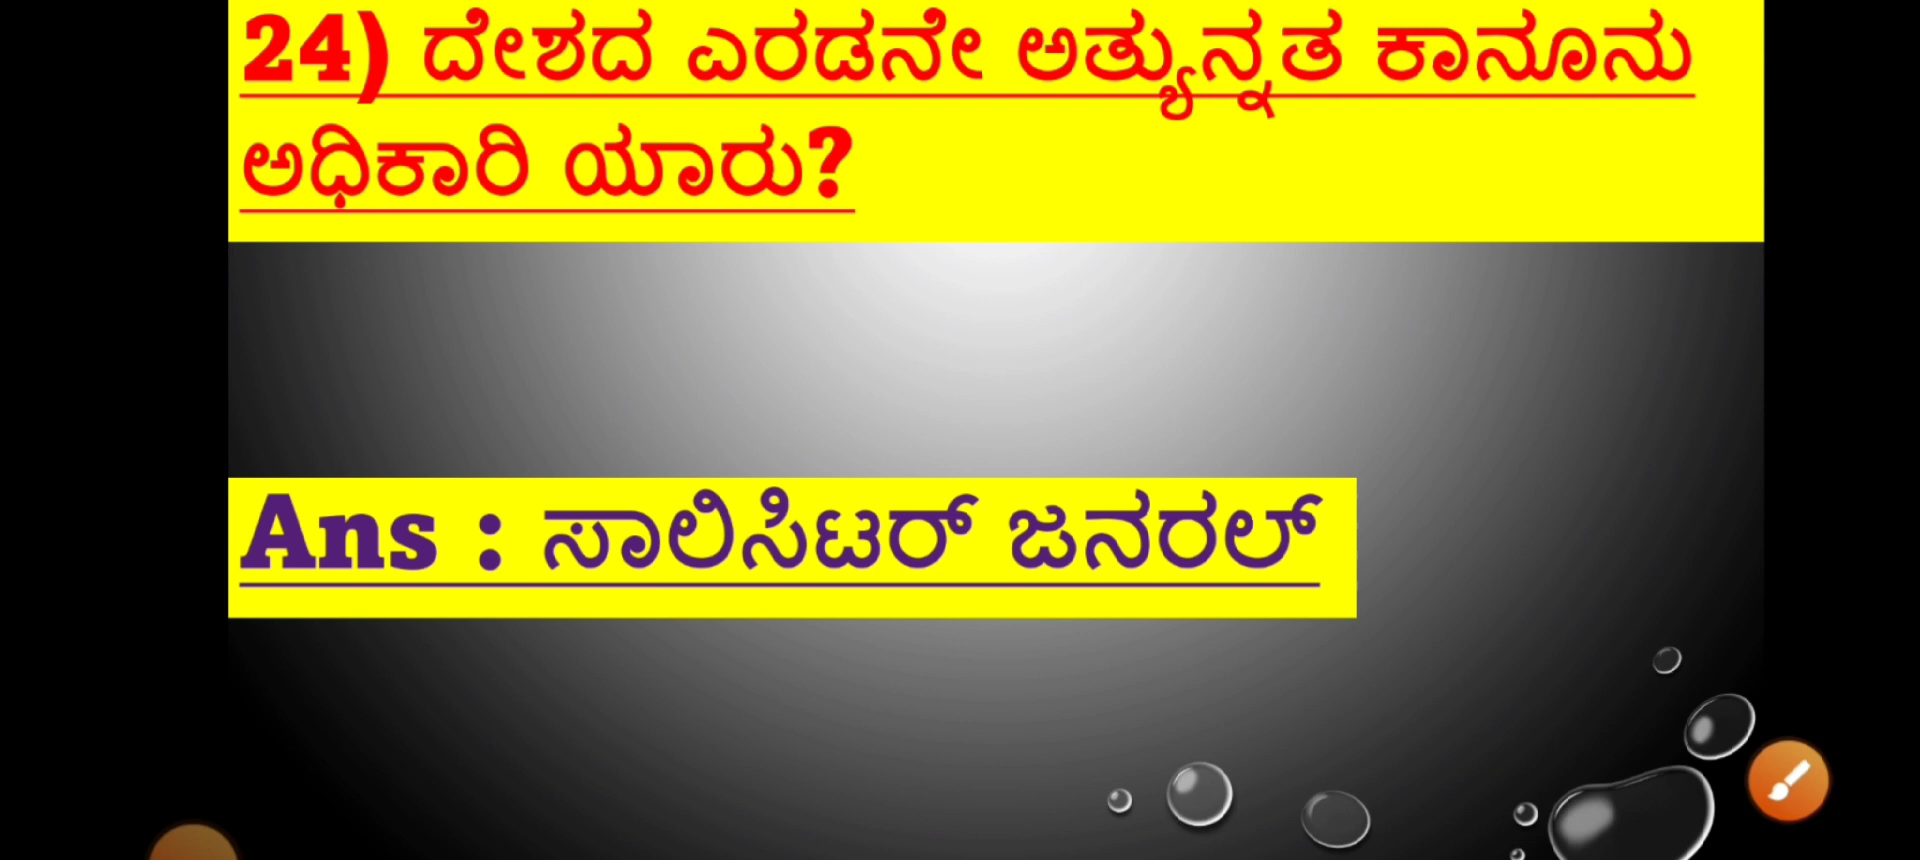 24) ದೇಶದ ಎರಡನೇ ಅತ್ಯುನ್ನತ ಕಾನೂನು
ಅಧಿಕಾರಿ ಯಾರು?
Ans : ಸಾಲಿಸಿಟರ್ ಜನರಲ್